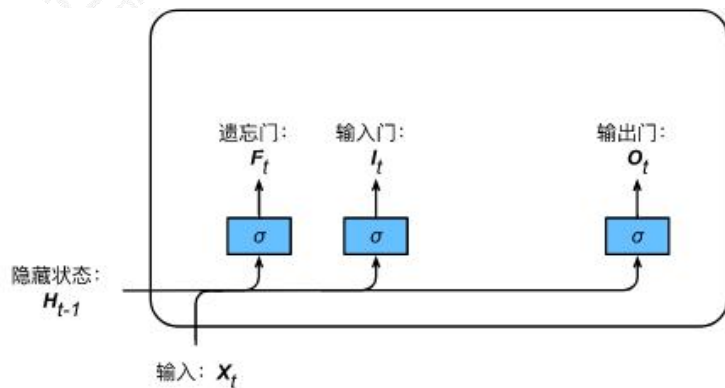 遗忘门：
F_t
输入门：
I_t
输出门：
O_t
σ
σ
σ
隐藏状态：
H_{t-1}
输入：X_t